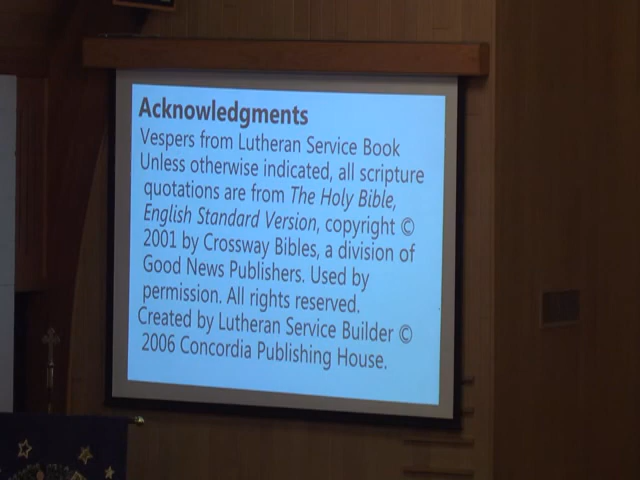 Acknowledgments
Vespers from Lutheran Service Book
Unless otherwise indicated, all scripture
quotations are from The Holy Bible,
English Standard Version, copyright ©
2001 by Crossway Bibles, a division of
Good News Publishers. Used by
permission. All rights reserved.
Created by Lutheran Service Builder ©
2006 Concordia Publishing House.